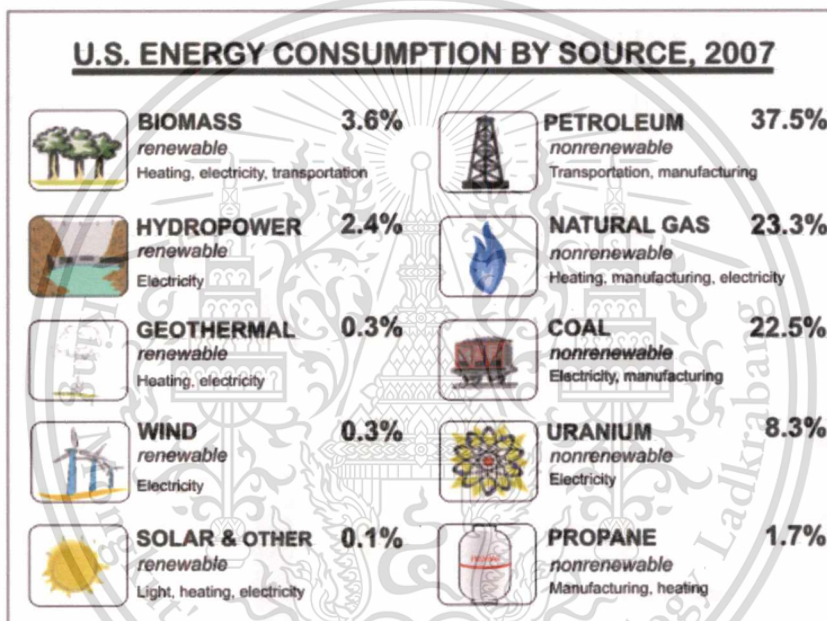 U.S. ENERGY CONSUMPTION BY SOURCE, 2007
BIOMASS 3.6%
renewable
Heating, electricity, transportation
HYDROPOWER 2.4%
renewable
Electricity
GEOTHERMAL 0.3%
renewable
Heating, electricity
WIND 0.3%
renewable
Electricity
SOLAR & OTHER 0.1%
renewable
Light, heating, electricity
PETROLEUM 37.5%
nonrenewable
Transportation, manufacturing
NATURAL GAS 23.3%
nonrenewable
Heating, manufacturing, electricity
COAL 22.5%
nonrenewable
Electricity, manufacturing
URANIUM 8.3%
nonrenewable
Electricity
PROPANE 1.7%
nonrenewable
Manufacturing, heating
PROPANE
King
Ladkrabang